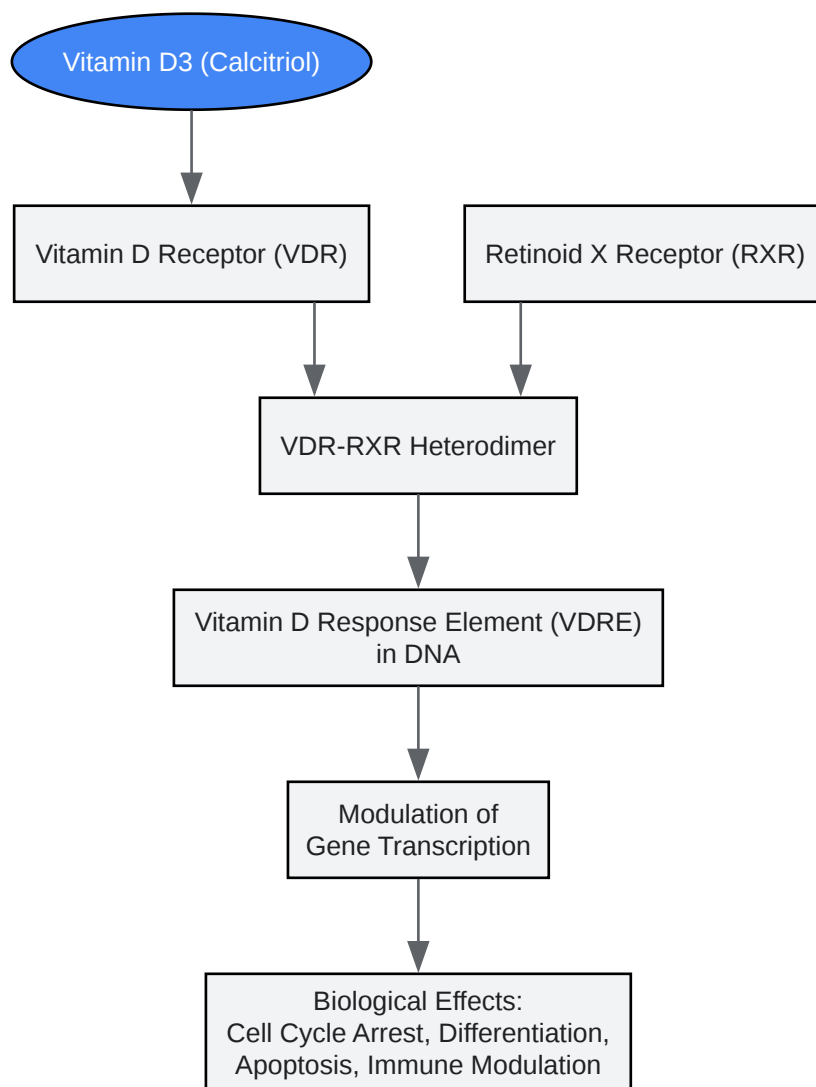 Vitamin D3 (Calcitriol)
Vitamin D Receptor (VDR)
Retinoid X Receptor (RXR)
VDR-RXR Heterodimer
Vitamin D Response Element (VDRE)
in DNA
Modulation of
Gene Transcription
Biological Effects:
Cell Cycle Arrest, Differentiation,
Apoptosis, Immune Modulation